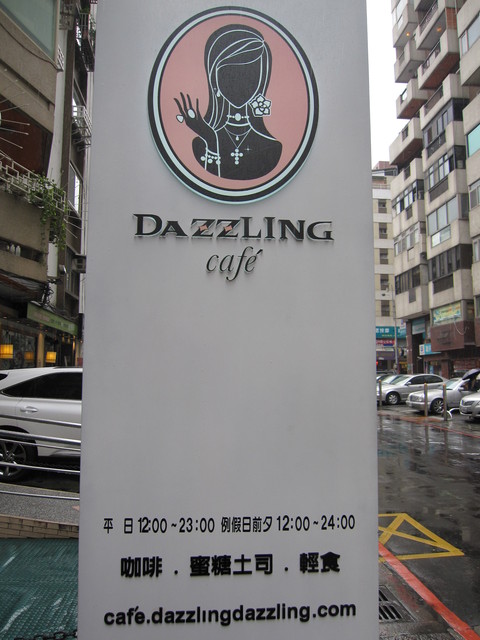 DAZZLING
café
平 日 12:00~23:00 例假日前夕 12:00~24:00
咖啡 . 蜜糖土司 . 輕食
café.dazzlingdazzling.com